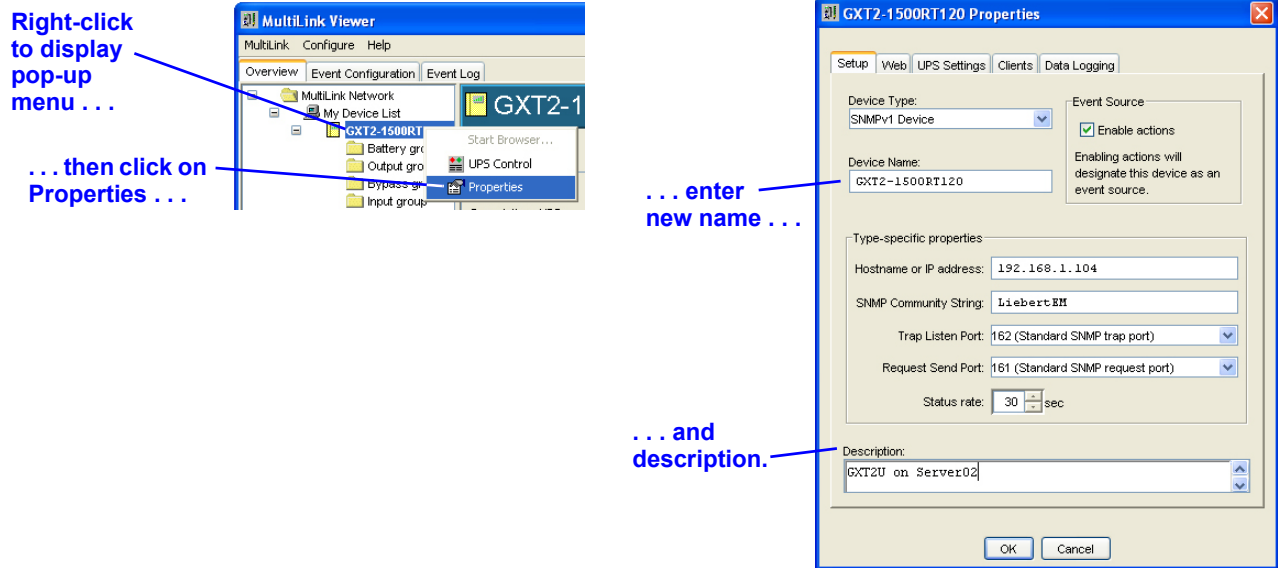 Right-click
to display
pop-up
menu . . .
. . . then click on
Properties . . .
MultiLink Viewer
MultiLink Configure Help
Overview Event Configuration Event Log
MultiLink Network
My Device List
GXT2-1500RT
Battery gro
Output gro
Bypass gr
Input group
GXT2-1
Start Browser...
UPS Control
Properties
. . . enter
new name . . .
. . . and
description.
GXT2-1500RT120 Properties
Setup Web UPS Settings Clients Data Logging
Device Type:
SNMPv1 Device
Device Name:
GXT2-1500RT120
Event Source
Enable actions
Enabling actions will
designate this device as an
event source.
Type-specific properties
Hostname or IP address: 192.168.1.104
SNMP Community String: LiebertEM
Trap Listen Port: 162 (Standard SNMP trap port)
Request Send Port: 161 (Standard SNMP request port)
Status rate: 30 sec
Description:
GXT2U on Server02
OK Cancel